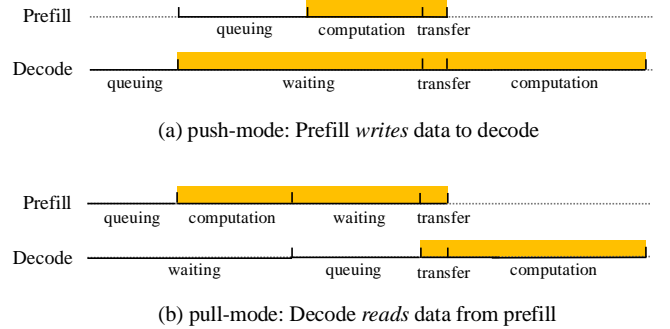 Prefill
queuing computation transfer
Decode
queuing waiting transfer computation
(a) push-mode: Prefill writes data to decode
Prefill
queuing computation waiting transfer
Decode
waiting queuing transfer computation
(b) pull-mode: Decode reads data from prefill